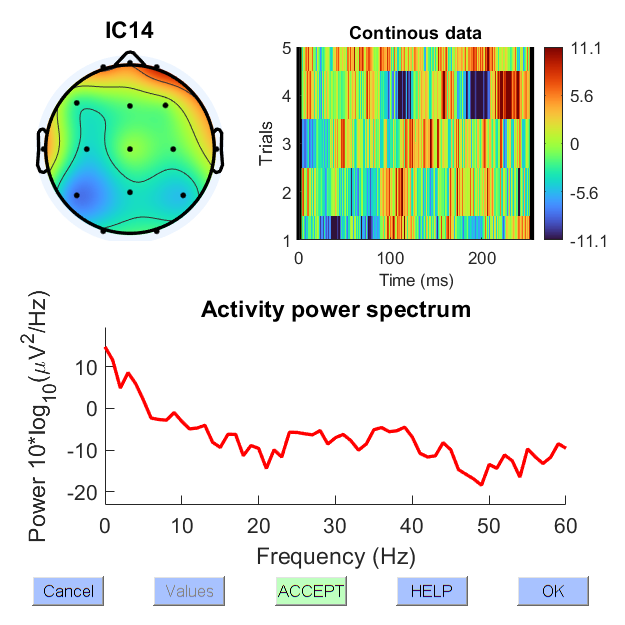 IC14
Continous data
5
4
3
2
1
Trials
0
100
200
Time (ms)
11.1
5.6
0
-5.6
-11.1
Activity power spectrum
Power 10*log10(μV2/Hz)
10
0
-10
-20
0
10
20
30
40
50
60
Frequency (Hz)
Cancel
Values
ACCEPT
HELP
OK